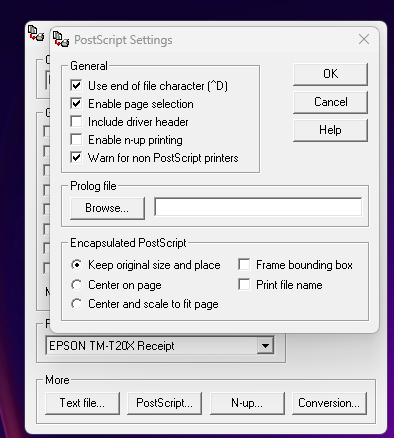 PostScript Settings
General
Use end of file character (^D)
Enable page selection
Include driver header
Enable n-up printing
Warn for non PostScript printers
OK
Cancel
Help
Prolog file
Browse...
Encapsulated PostScript
Keep original size and place
Center on page
Center and scale to fit page
Frame bounding box
Print file name
EPSON TM-T20X Receipt
More
Text file...
PostScript...
N-up...
Conversion...